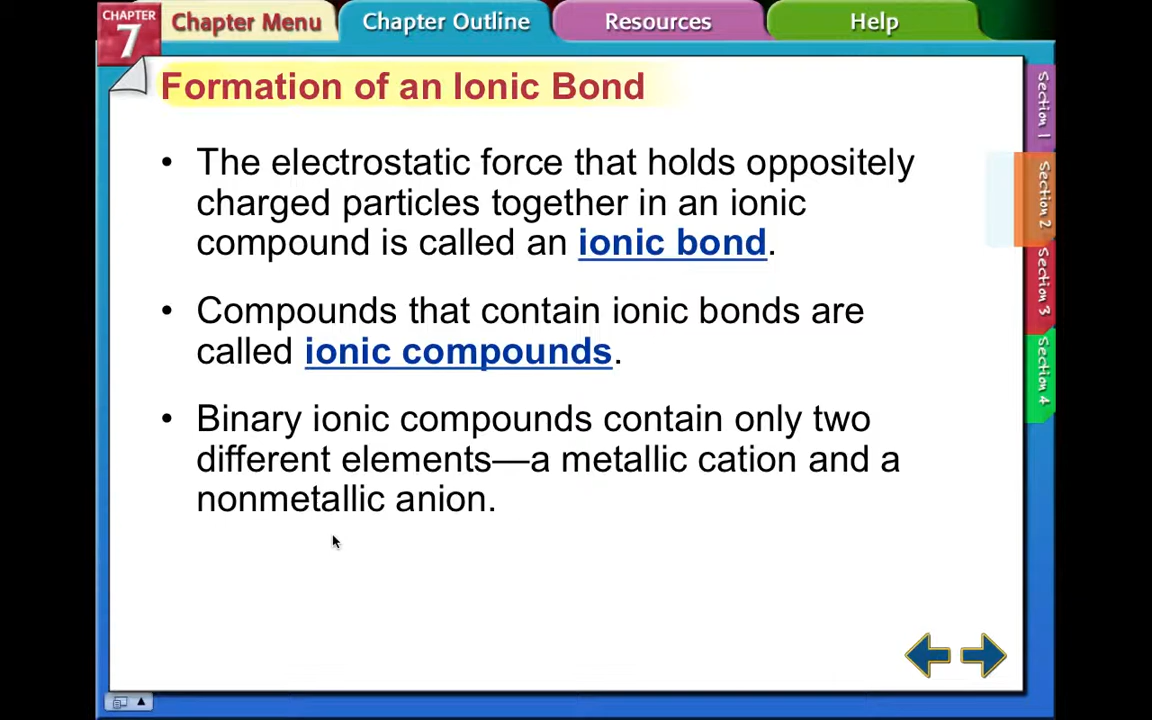 CHAPTER
7
Chapter Menu
Chapter Outline
Resources
Help
Formation of an Ionic Bond
• The electrostatic force that holds oppositely
charged particles together in an ionic
compound is called an ionic bond.
• Compounds that contain ionic bonds are
called ionic compounds.
• Binary ionic compounds contain only two
different elements—a metallic cation and a
nonmetallic anion.
Section 1
Section 2
Section 3
Section 4